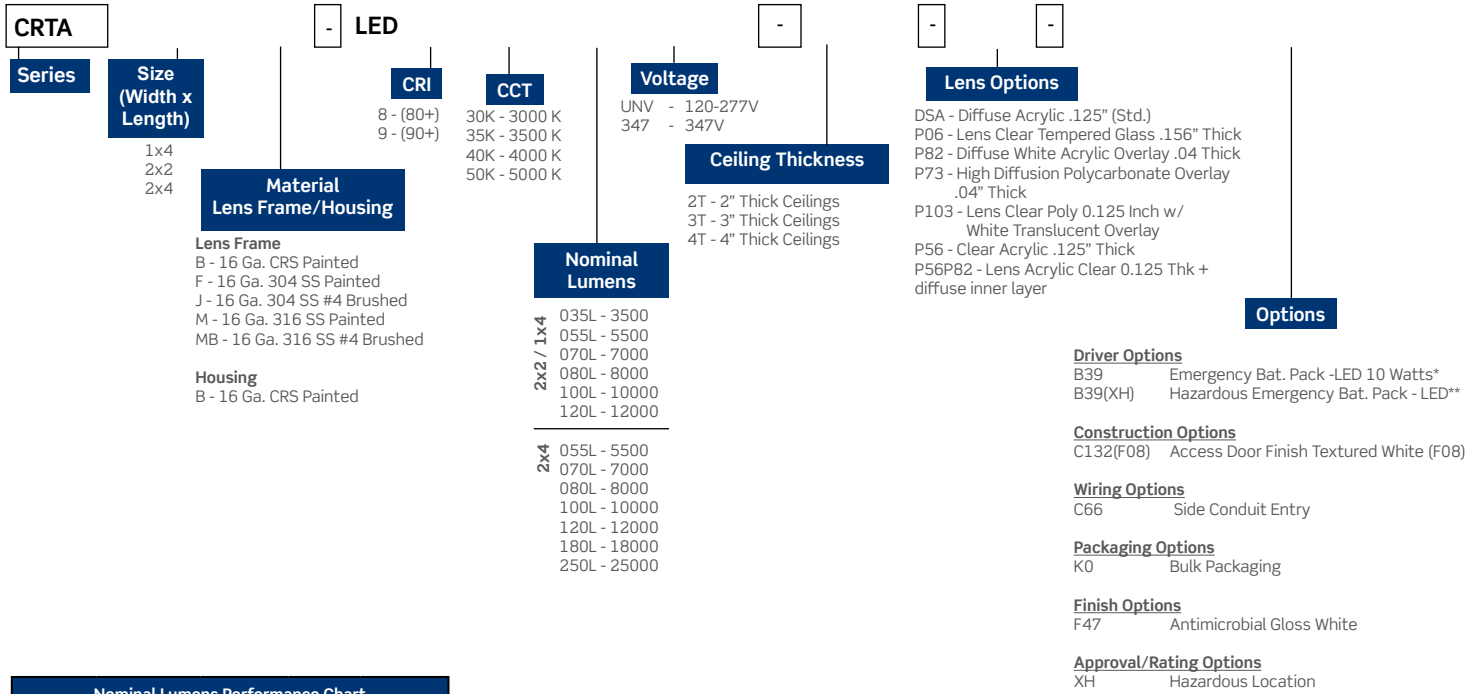 CRTA - LED - - -
Series
Size
(Width x
Length)
1x4
2x2
2x4
Material
Lens Frame/Housing
Lens Frame
B - 16 Ga. CRS Painted
F - 16 Ga. 304 SS Painted
J - 16 Ga. 304 SS #4 Brushed
M - 16 Ga. 316 SS Painted
MB - 16 Ga. 316 SS #4 Brushed
Housing
B - 16 Ga. CRS Painted
CRI
8 - (80+)
9 - (90+)
CCT
30K - 3000 K
35K - 3500 K
40K - 4000 K
50K - 5000 K
Nominal
Lumens
2x2 / 1x4
035L - 3500
055L - 5500
070L - 7000
080L - 8000
100L - 10000
120L - 12000
2x4
055L - 5500
070L - 7000
080L - 8000
100L - 10000
120L - 12000
180L - 18000
250L - 25000
Voltage
UNV - 120-277V
347 - 347V
Ceiling Thickness
2T - 2" Thick Ceilings
3T - 3" Thick Ceilings
4T - 4" Thick Ceilings
Lens Options
DSA - Diffuse Acrylic .125" (Std.)
P06 - Lens Clear Tempered Glass .156" Thick
P82 - Diffuse White Acrylic Overlay .04 Thick
P73 - High Diffusion Polycarbonate Overlay
.04" Thick
P103 - Lens Clear Poly 0.125 Inch w/
White Translucent Overlay
P56 - Clear Acrylic .125" Thick
P56P82 - Lens Acrylic Clear 0.125 Thk +
diffuse inner layer
Options
Driver Options
B39 Emergency Bat. Pack -LED 10 Watts*
B39(XH) Hazardous Emergency Bat. Pack - LED**
Construction Options
C132(F08) Access Door Finish Textured White (F08)
Wiring Options
C66 Side Conduit Entry
Packaging Options
K0 Bulk Packaging
Finish Options
F47 Antimicrobial Gloss White
Approval/Rating Options
XH Hazardous Location
Nominal Lumens Performance Chart